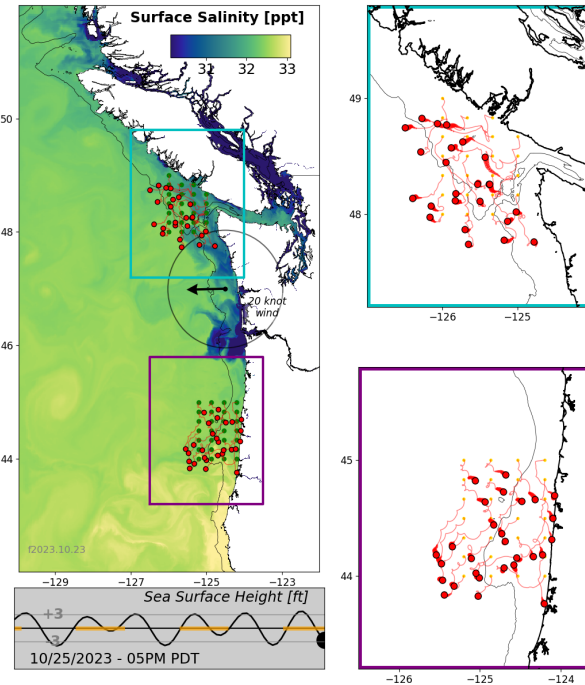 Surface Salinity [ppt]
31 32 33
50
48
46
44
20 knot
wind
f2023.10.23
−129 −127 −125 −123
Sea Surface Height [ft]
+3
-3
10/25/2023 - 05PM PDT
49
48
−126 −125
45
44
−126 −125 −124